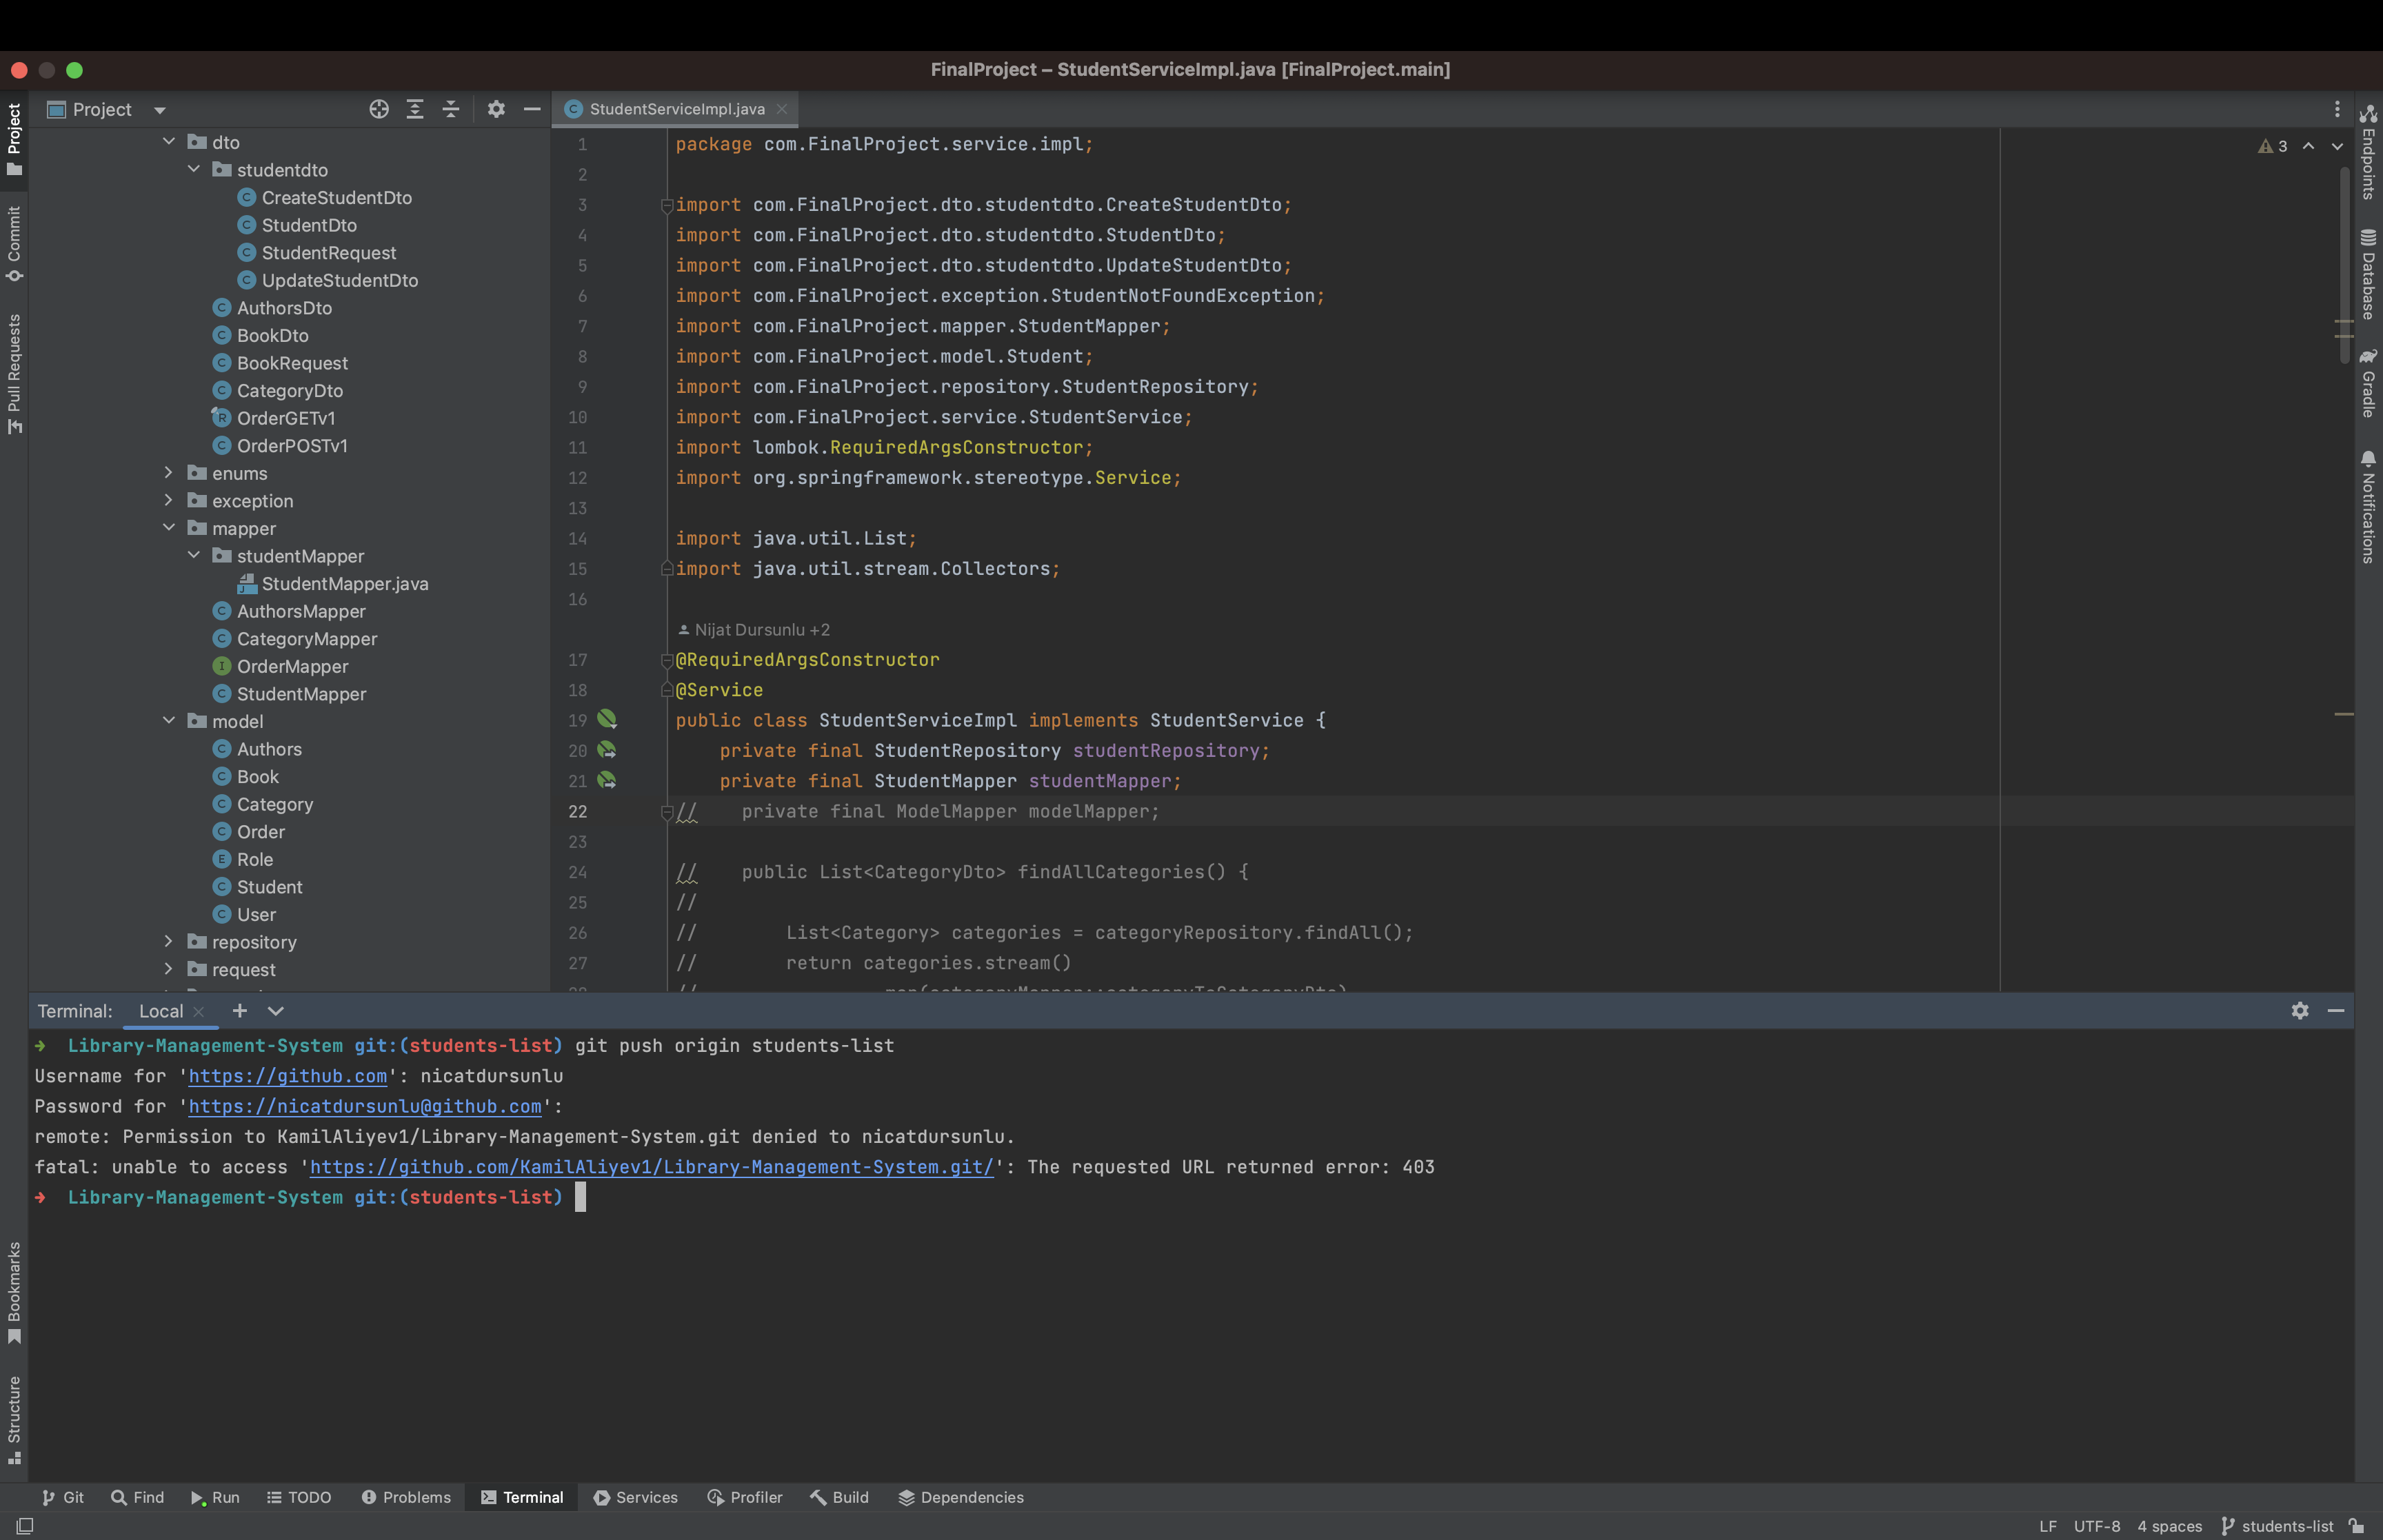 FinalProject – StudentServiceImpl.java [FinalProject.main]
Project
StudentServiceImpl.java
Project
Commit
Pull Requests
Bookmarks
Structure
dto
studentdto
CreateStudentDto
StudentDto
StudentRequest
UpdateStudentDto
AuthorsDto
BookDto
BookRequest
CategoryDto
OrderGETv1
OrderPOSTv1
enums
exception
mapper
studentMapper
StudentMapper.java
AuthorsMapper
CategoryMapper
OrderMapper
StudentMapper
model
Authors
Book
Category
Order
Role
Student
User
repository
request
3
1 package com.FinalProject.service.impl;
2
3 import com.FinalProject.dto.studentdto.CreateStudentDto;
4 import com.FinalProject.dto.studentdto.StudentDto;
5 import com.FinalProject.dto.studentdto.UpdateStudentDto;
6 import com.FinalProject.exception.StudentNotFoundException;
7 import com.FinalProject.mapper.StudentMapper;
8 import com.FinalProject.model.Student;
9 import com.FinalProject.repository.StudentRepository;
10 import com.FinalProject.service.StudentService;
11 import lombok.RequiredArgsConstructor;
12 import org.springframework.stereotype.Service;
13
14 import java.util.List;
15 import java.util.stream.Collectors;
16
Nijat Dursunlu +2
17 @RequiredArgsConstructor
18 @Service
19 public class StudentServiceImpl implements StudentService {
20 private final StudentRepository studentRepository;
21 private final StudentMapper studentMapper;
22 // private final ModelMapper modelMapper;
23
24 // public List<CategoryDto> findAllCategories() {
25 //
26 // List<Category> categories = categoryRepository.findAll();
27 // return categories.stream()
28 // .map(categoryMapper::categoryToCategoryDto)
Endpoints
Database
Gradle
Notifications
Terminal: Local
➜ Library-Management-System git:(students-list) git push origin students-list
Username for 'https://github.com': nicatdursunlu
Password for 'https://nicatdursunlu@github.com':
remote: Permission to KamilAliyev1/Library-Management-System.git denied to nicatdursunlu.
fatal: unable to access 'https://github.com/KamilAliyev1/Library-Management-System.git/': The requested URL returned error: 403
➜ Library-Management-System git:(students-list)
Git Find Run TODO Problems Terminal Services Profiler Build Dependencies
LF UTF-8 4 spaces students-list